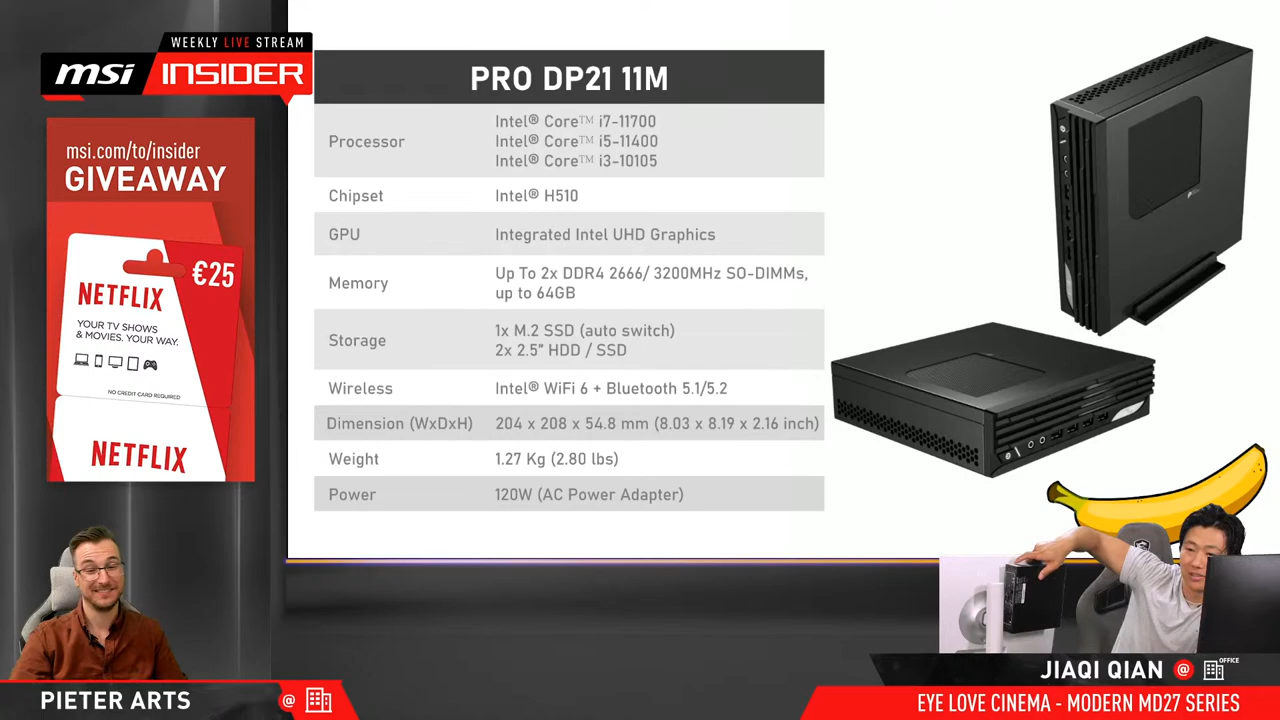 WEEKLY LIVE STREAM
msi INSIDER
msi.com/to/insider
GIVEAWAY
€25
NETFLIX
YOUR TV SHOWS
& MOVIES. YOUR WAY.
NO CREDIT CARD REQUIRED
NETFLIX
PRO DP21 11M
Processor
Intel® Core™ i7-11700
Intel® Core™ i5-11400
Intel® Core™ i3-10105
Chipset
Intel® H510
GPU
Integrated Intel UHD Graphics
Memory
Up To 2x DDR4 2666/ 3200MHz SO-DIMMs,
up to 64GB
Storage
1x M.2 SSD (auto switch)
2x 2.5" HDD / SSD
Wireless
Intel® WiFi 6 + Bluetooth 5.1/5.2
Dimension (WxDxH)
204 x 208 x 54.8 mm (8.03 x 8.19 x 2.16 inch)
Weight
1.27 Kg (2.80 lbs)
Power
120W (AC Power Adapter)
PIETER ARTS @
JIAQI QIAN @ OFFICE
EYE LOVE CINEMA - MODERN MD27 SERIES